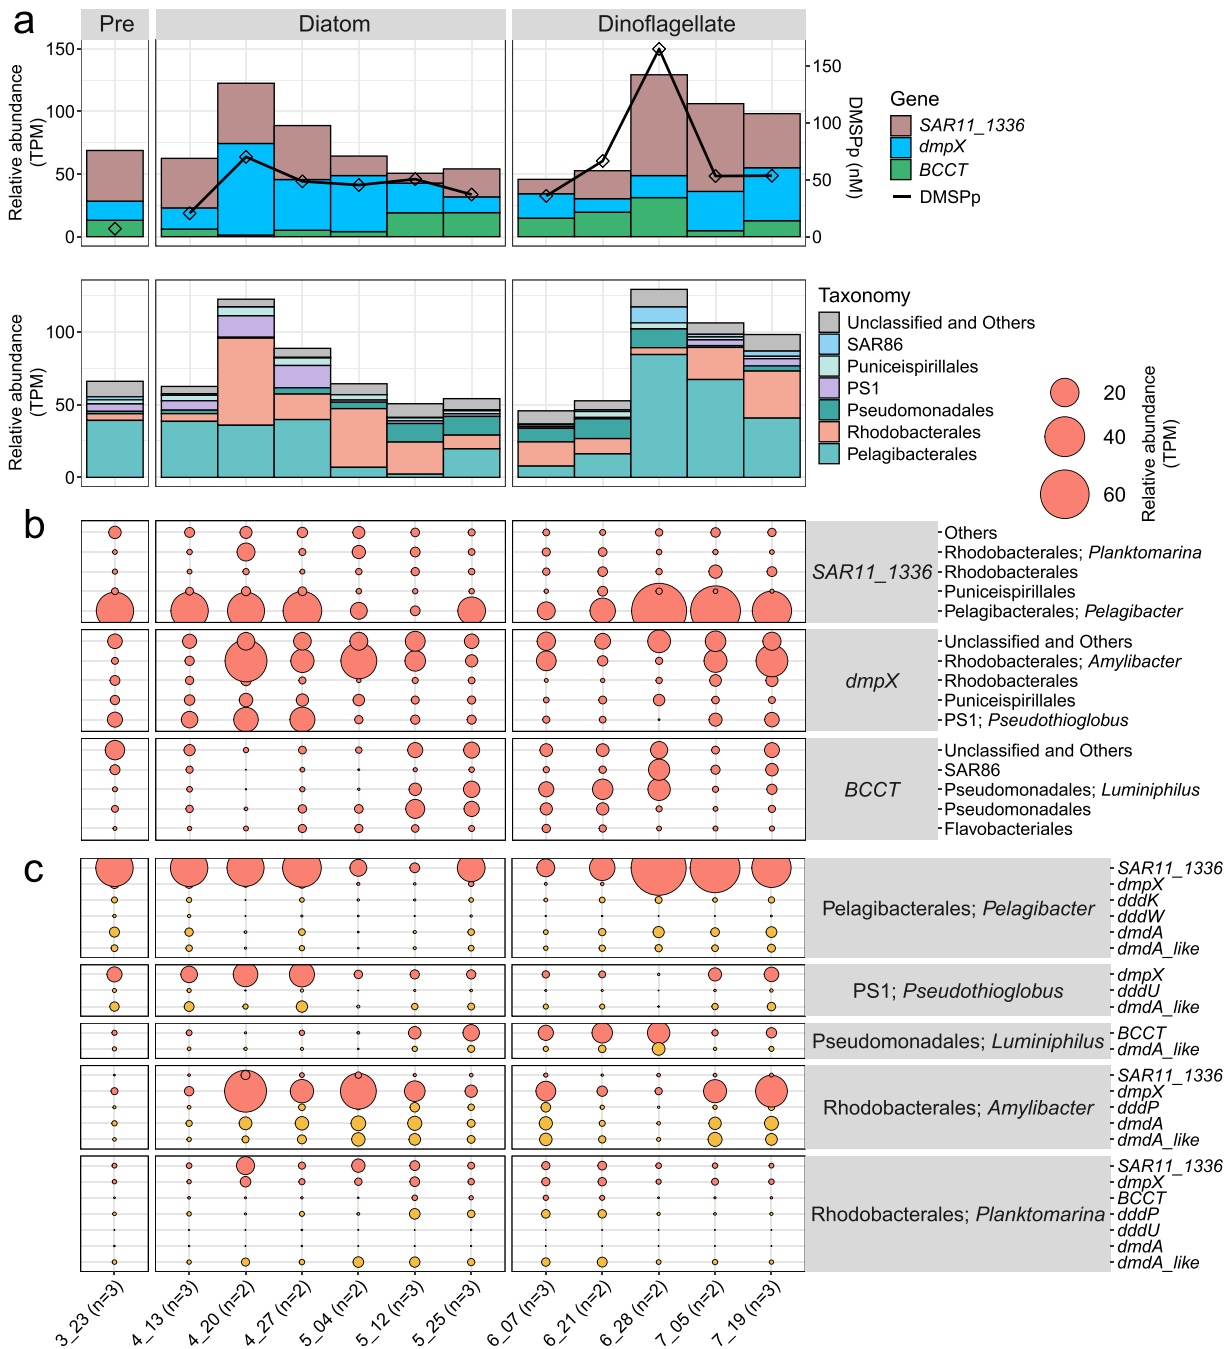 a
Pre
Diatom
Dinoflagellate
Relative abundance
(TPM)
150
100
50
0
150
100
50
0
DMSPp (nM)
Gene
SAR11_1336
dmpX
BCCT
DMSPp
Relative abundance
(TPM)
100
50
0
Taxonomy
Unclassified and Others
SAR86
Puniceispirillales
PS1
Pseudomonadales
Rhodobacterales
Pelagibacterales
20
40
60
Relative abundance
(TPM)
b
SAR11_1336
Others
Rhodobacterales; Planktomarina
Rhodobacterales
Puniceispirillales
Pelagibacterales; Pelagibacter
dmpX
Unclassified and Others
Rhodobacterales; Amylibacter
Rhodobacterales
Puniceispirillales
PS1; Pseudothioglobus
BCCT
Unclassified and Others
SAR86
Pseudomonadales; Luminiphilus
Pseudomonadales
Flavobacteriales
c
Pelagibacterales; Pelagibacter
SAR11_1336
dmpX
dddK
dddW
dmdA
dmdA_like
PS1; Pseudothioglobus
dmpX
dddU
dmdA_like
Pseudomonadales; Luminiphilus
BCCT
dmdA_like
Rhodobacterales; Amylibacter
SAR11_1336
dmpX
dddP
dmdA
dmdA_like
Rhodobacterales; Planktomarina
SAR11_1336
dmpX
BCCT
dddP
dddU
dmdA
dmdA_like
3_23 (n=3)
4_13 (n=3)
4_20 (n=2)
4_27 (n=2)
5_04 (n=2)
5_12 (n=3)
5_25 (n=3)
6_07 (n=3)
6_21 (n=2)
6_28 (n=2)
7_05 (n=2)
7_19 (n=3)